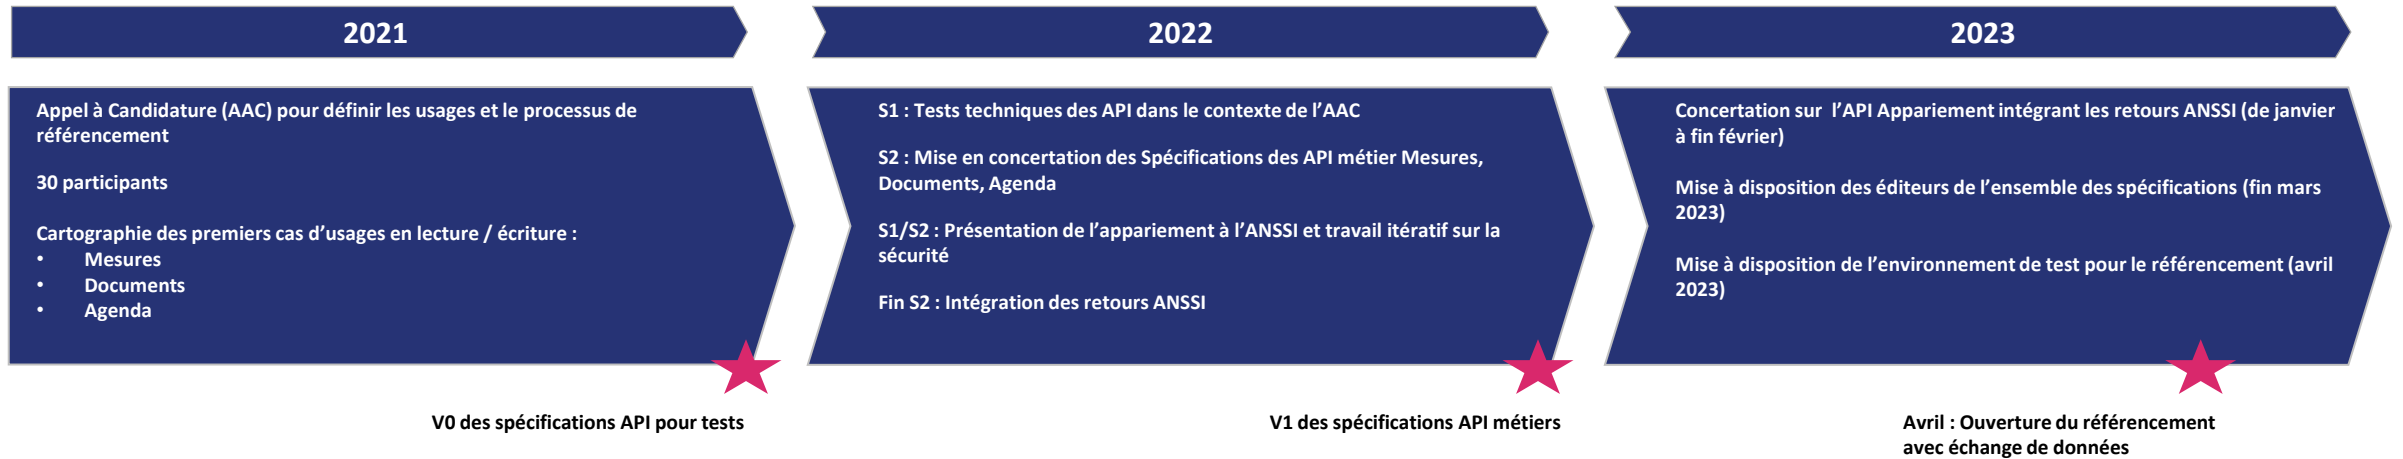 2021
Appel à Candidature (AAC) pour définir les usages et le processus de
référencement
30 participants
Cartographie des premiers cas d’usages en lecture / écriture :
• Mesures
• Documents
• Agenda
V0 des spécifications API pour tests
2022
S1 : Tests techniques des API dans le contexte de l’AAC
S2 : Mise en concertation des Spécifications des API métier Mesures,
Documents, Agenda
S1/S2 : Présentation de l’appariement à l’ANSSI et travail itératif sur la
sécurité
Fin S2 : Intégration des retours ANSSI
V1 des spécifications API métiers
2023
Concertation sur l’API Appariement intégrant les retours ANSSI (de janvier
à fin février)
Mise à disposition des éditeurs de l’ensemble des spécifications (fin mars
2023)
Mise à disposition de l’environnement de test pour le référencement (avril
2023)
Avril : Ouverture du référencement
avec échange de données